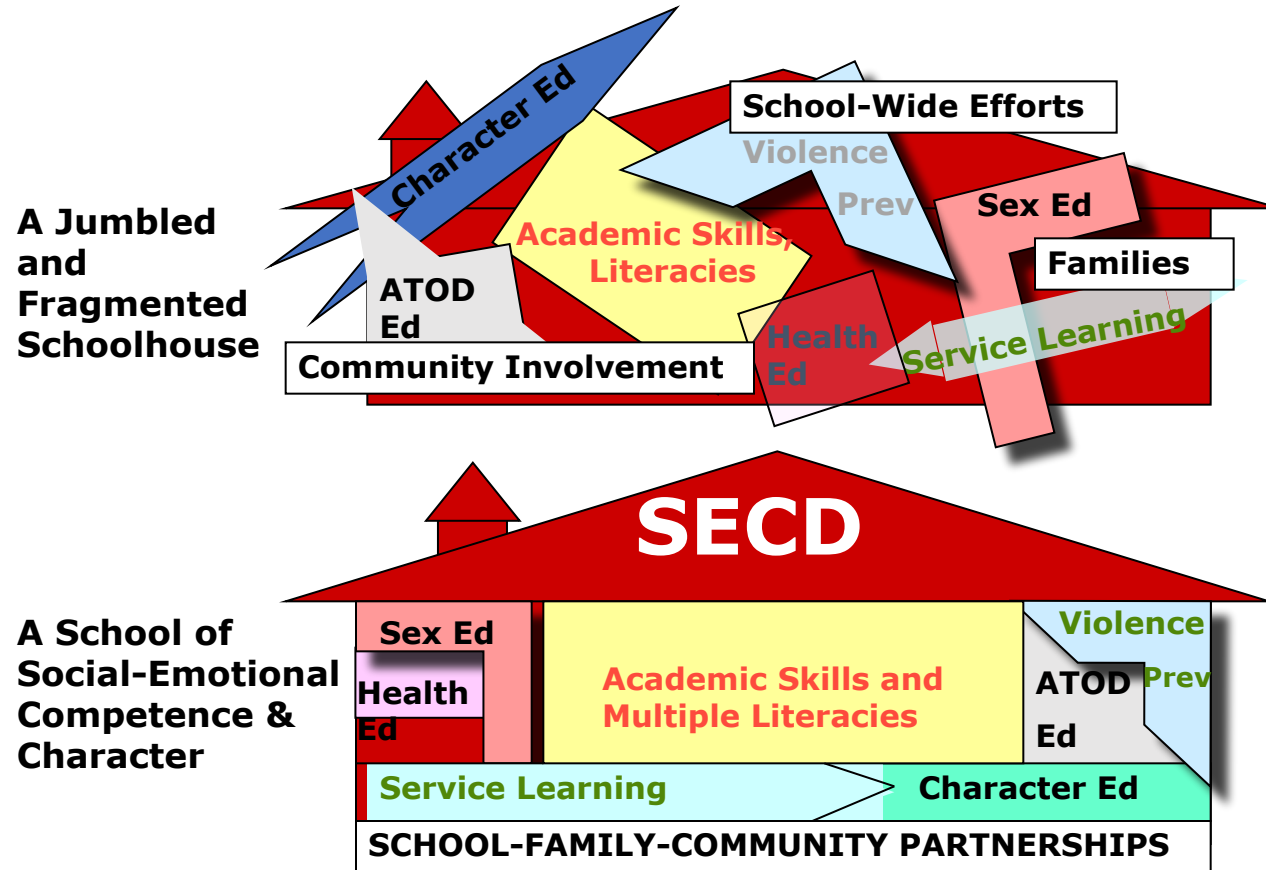 A Jumbled
and
Fragmented
Schoolhouse
Character Ed
School-Wide Efforts
Violence
Prev
Sex Ed
Families
Academic Skills,
Literacies
ATOD
Ed
Health
Ed
Service Learning
Community Involvement
SECD
A School of
Social-Emotional
Competence &
Character
Sex Ed
Health
Ed
Academic Skills and
Multiple Literacies
Violence
Prev
ATOD
Ed
Service Learning
Character Ed
SCHOOL-FAMILY-COMMUNITY PARTNERSHIPS